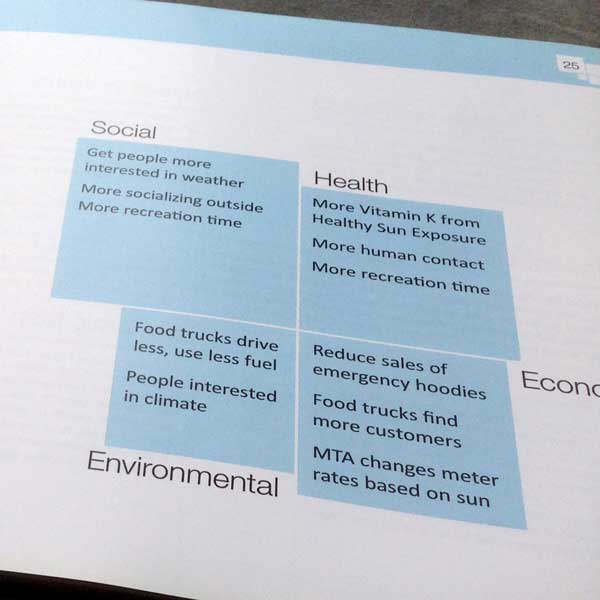 25
Social
Get people more
interested in weather
More socializing outside
More recreation time
Health
More Vitamin K from
Healthy Sun Exposure
More human contact
More recreation time
Food trucks drive
less, use less fuel
People interested
in climate
Environmental
Econo
Reduce sales of
emergency hoodies
Food trucks find
more customers
MTA changes meter
rates based on sun